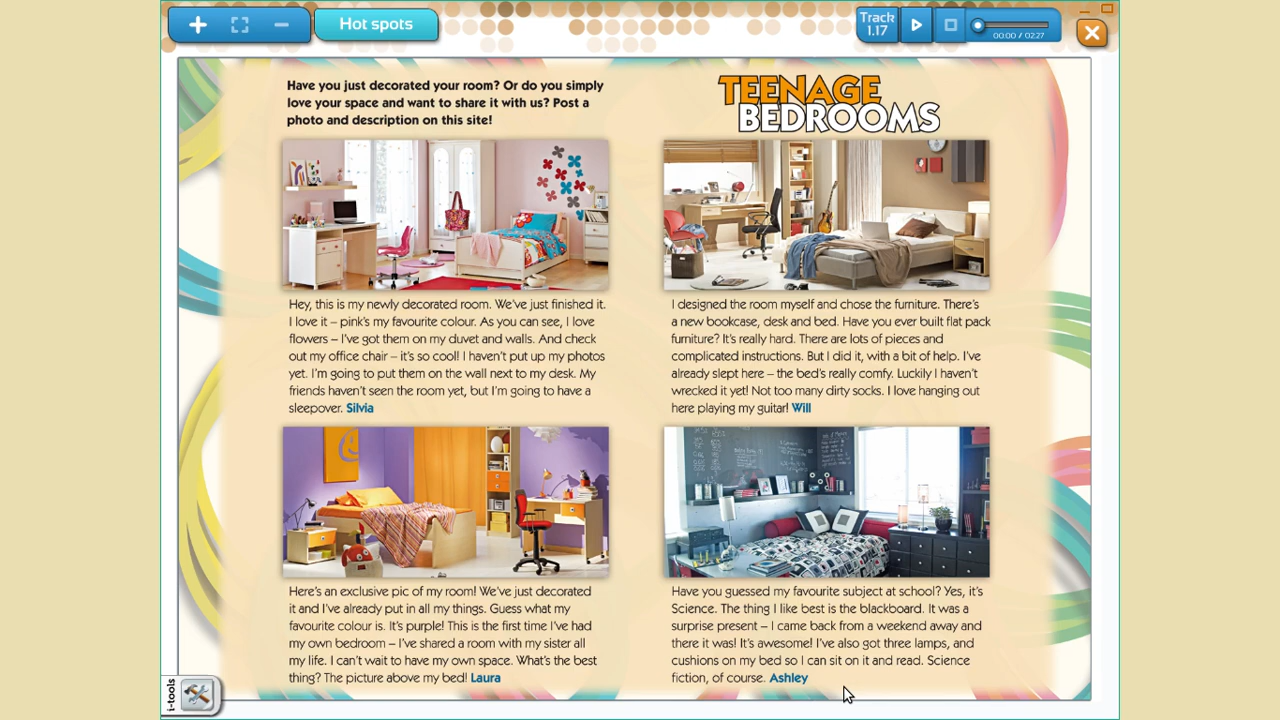 Hot spots
Track
1.17
00:00 / 02:27
Have you just decorated your room? Or do you simply
love your space and want to share it with us? Post a
photo and description on this site!
TEENAGE
BEDROOMS
Hey, this is my newly decorated room. We've just finished it.
I love it – pink's my favourite colour. As you can see, I love
flowers – I've got them on my duvet and walls. And check
out my office chair – it's so cool! I haven't put up my photos
yet. I'm going to put them on the wall next to my desk. My
friends haven't seen the room yet, but I'm going to have a
sleepover. Silvia
I designed the room myself and chose the furniture. There's
a new bookcase, desk and bed. Have you ever built flat pack
furniture? It's really hard. There are lots of pieces and
complicated instructions. But I did it, with a bit of help. I've
already slept here – the bed's really comfy. Luckily I haven't
wrecked it yet! Not too many dirty socks. I love hanging out
here playing my guitar! Will
Here's an exclusive pic of my room! We've just decorated
it and I've already put in all my things. Guess what my
favourite colour is. It's purple! This is the first time I've had
my own bedroom – I've shared a room with my sister all
my life. I can't wait to have my own space. What's the best
thing? The picture above my bed! Laura
Have you guessed my favourite subject at school? Yes, it's
Science. The thing I like best is the blackboard. It was a
surprise present – I came back from a weekend away and
there it was! It's awesome! I've also got three lamps, and
cushions on my bed so I can sit on it and read. Science
fiction, of course. Ashley
i-tools